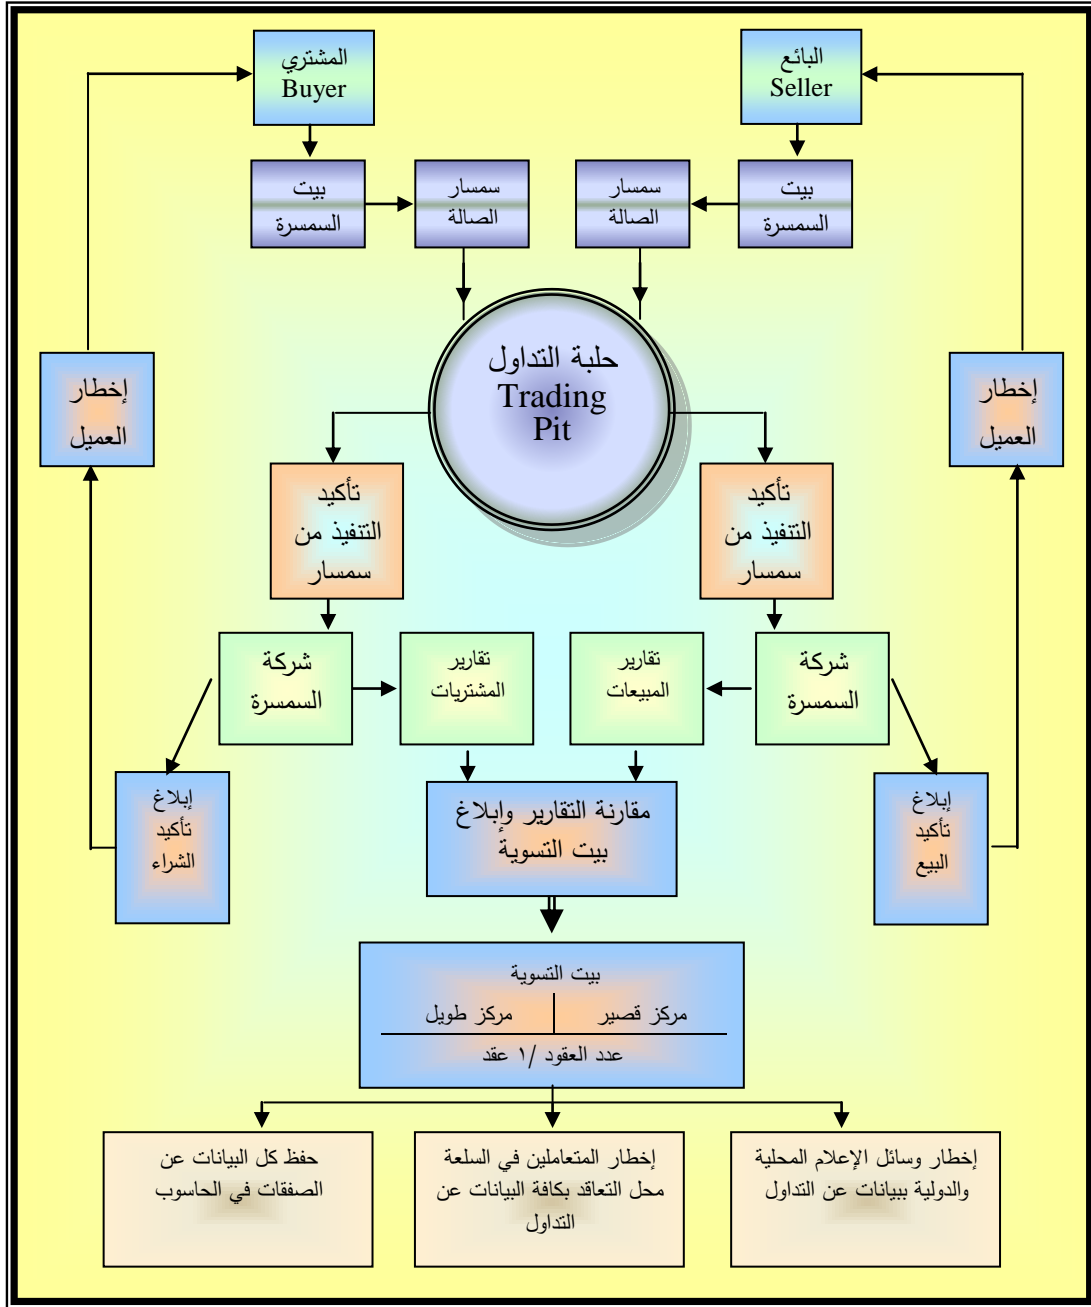 البائع
Seller
المشتري
Buyer
بيت
السمسرة
سمسار
الصالة
سمسار
الصالة
بيت
السمسرة
حلبة التداول
Trading
Pit
إخطار
العميل
إخطار
العميل
تأكيد
التنفيذ من
سمسار
تأكيد
التنفيذ من
سمسار
شركة
السمسرة
تقارير
المبيعات
تقارير
المشتريات
شركة
السمسرة
إبلاغ
تأكيد
البيع
مقارنة التقارير وإبلاغ
بيت التسوية
إبلاغ
تأكيد
الشراء
بيت التسوية
مركز قصير
مركز طويل
عدد العقود /١ عقد
إخطار وسائل الإعلام المحلية
والدولية ببيانات عن التداول
إخطار المتعاملين في السلعة
محل التعاقد بكافة البيانات عن
التداول
حفظ كل البيانات عن
الصفقات في الحاسوب